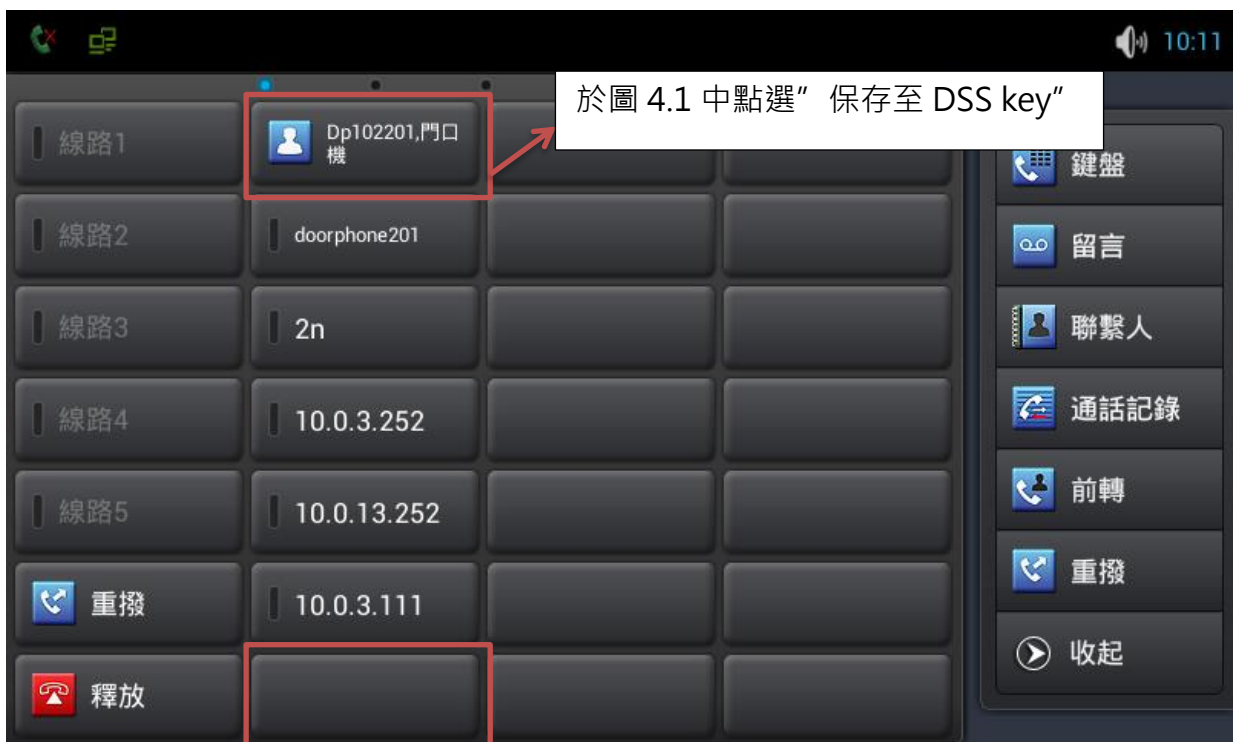 10:11
於圖 4.1 中點選”保存至 DSS key”
線路1
Dp102201,門口
機
線路2
doorphone201
線路3
2n
線路4
10.0.3.252
線路5
10.0.13.252
重撥
10.0.3.111
釋放
鍵盤
留言
聯繫人
通話記錄
前轉
重撥
收起